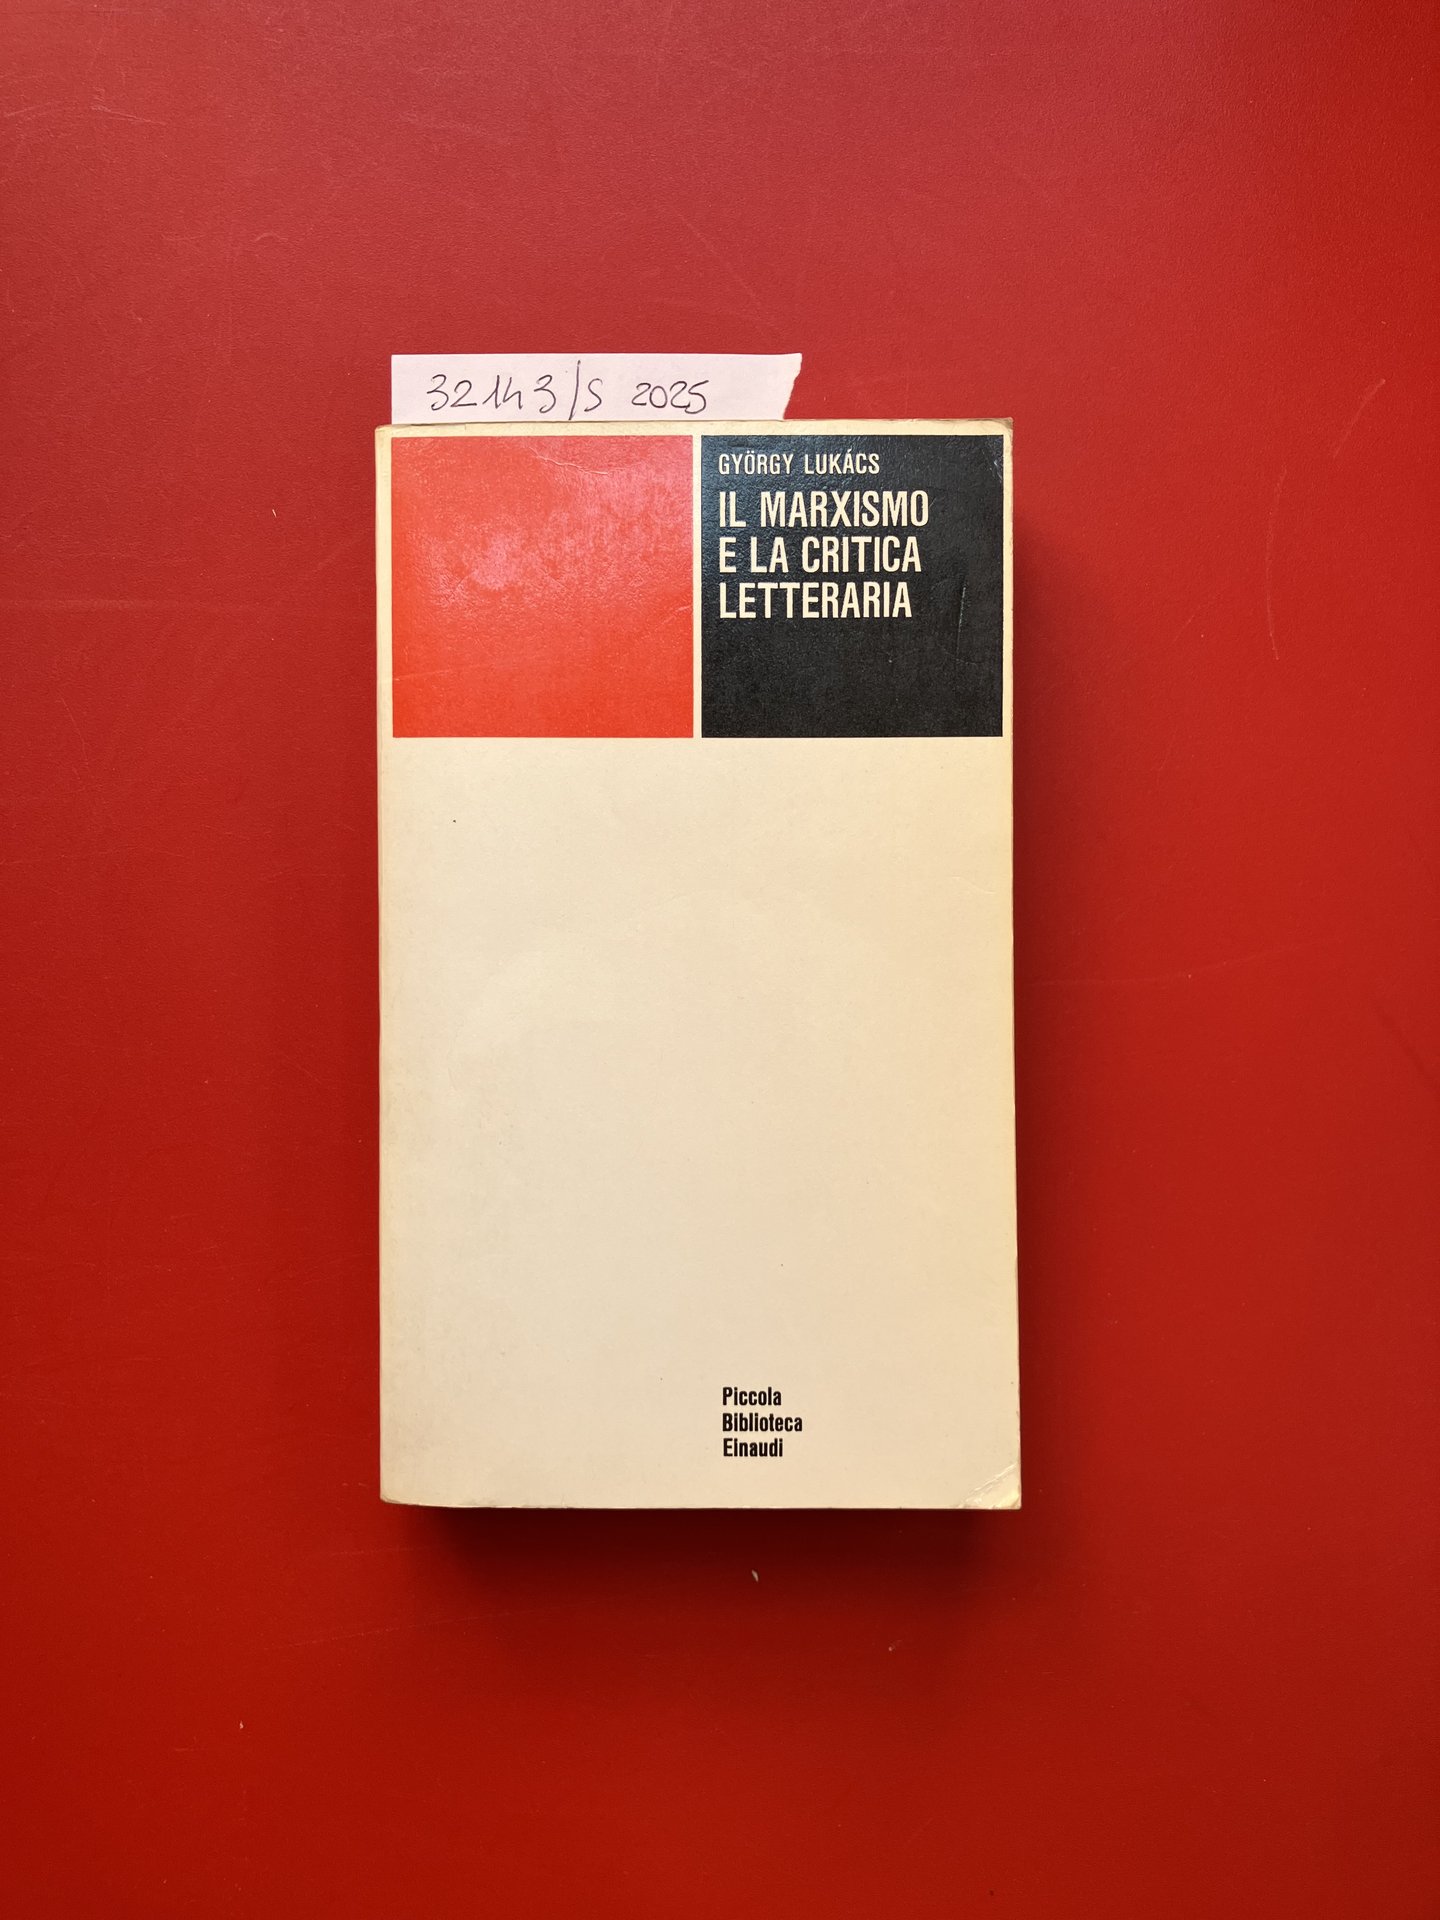 32143/S 2025
GYÖRGY LUKÁCS
IL MARXISMO
E LA CRITICA
LETTERARIA
Piccola
Biblioteca
Einaudi